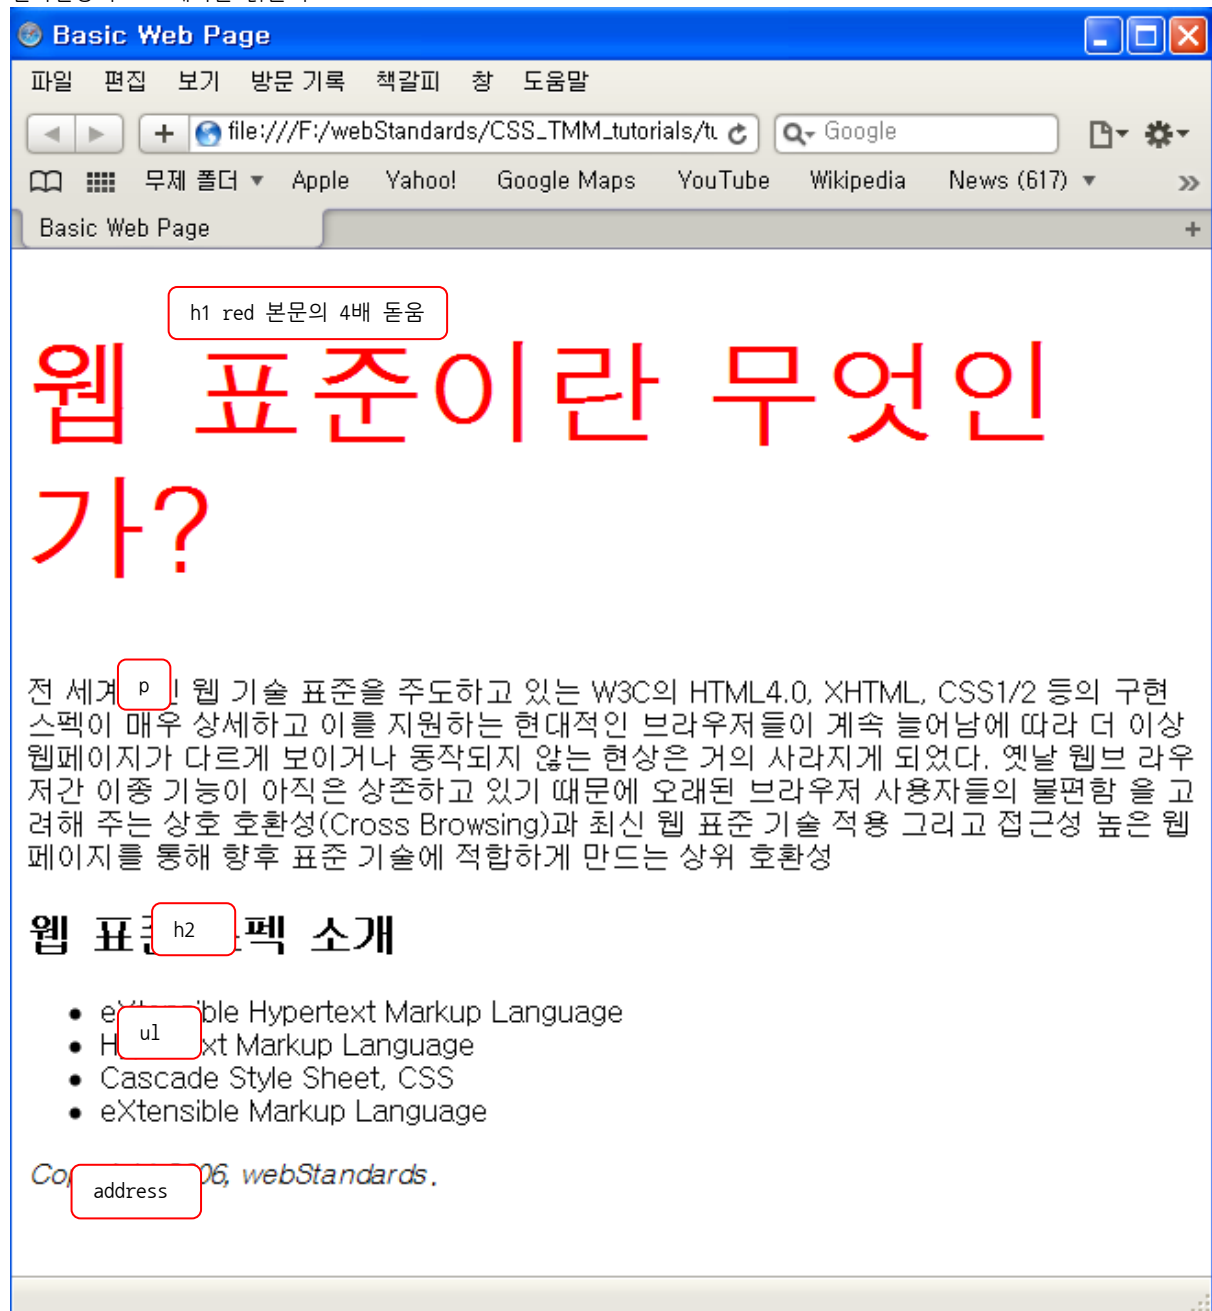 Basic Web Page
파일 편집 보기 방문 기록 책갈피 창 도움말
file:///F:/webStandards/CSS_TMM_tutorials/tu Google
무제 폴더 Apple Yahoo! Google Maps YouTube Wikipedia News (617)
Basic Web Page
h1 red 본문의 4배 돋움
웹 표준이란 무엇인
가?
p
전 세계 웹 기술 표준을 주도하고 있는 W3C의 HTML4.0, XHTML, CSS1/2 등의 구현
스펙이 매우 상세하고 이를 지원하는 현대적인 브라우저들이 계속 늘어남에 따라 더 이상
웹페이지가 다르게 보이거나 동작되지 않는 현상은 거의 사라지게 되었다. 옛날 웹브 라우
저간 이종 기능이 아직은 상존하고 있기 때문에 오래된 브라우저 사용자들의 불편함 을 고
려해 주는 상호 호환성(Cross Browsing)과 최신 웹 표준 기술 적용 그리고 접근성 높은 웹
페이지를 통해 향후 표준 기술에 적합하게 만드는 상위 호환성
h2
웹 표준 스펙 소개
eXtensible Hypertext Markup Language
ul
Hypertext Markup Language
Cascade Style Sheet, CSS
eXtensible Markup Language
webStandards.
address